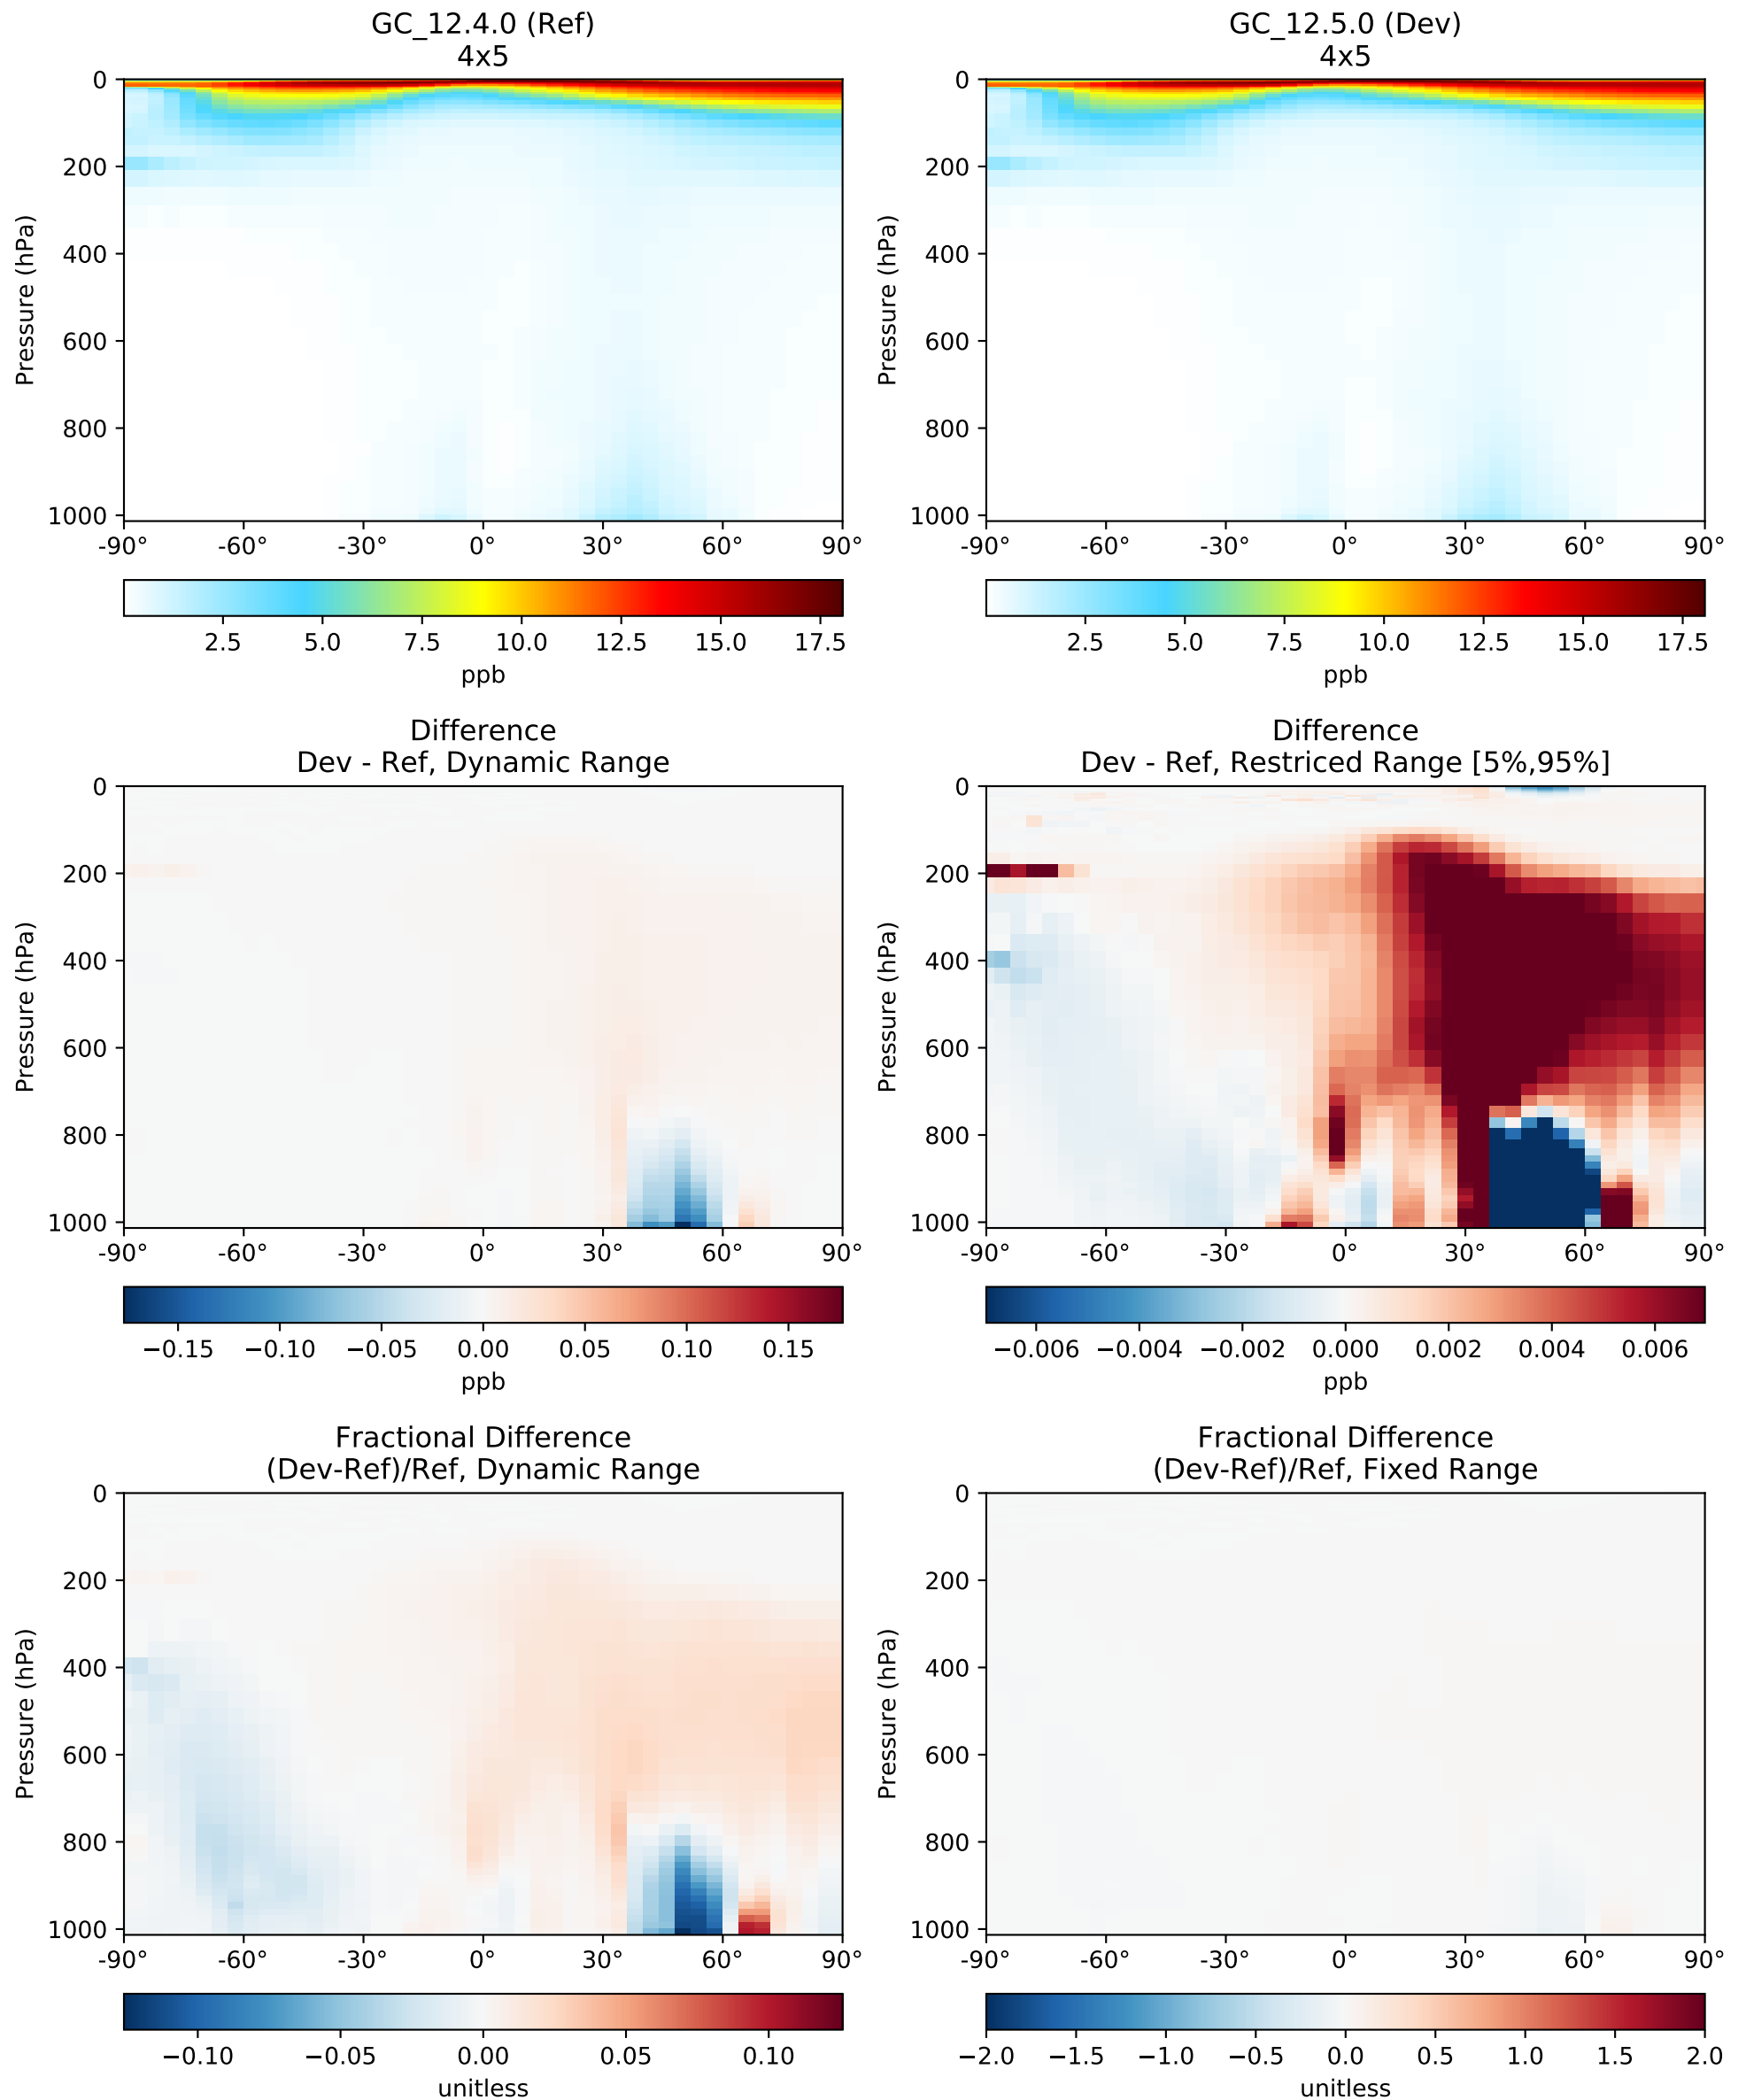 GC_12.4.0 (Ref)
4x5
0
200
400
600
800
1000
Pressure (hPa)
-90° -60° -30° 0° 30° 60° 90°
2.5 5.0 7.5 10.0 12.5 15.0 17.5
ppb
GC_12.5.0 (Dev)
4x5
0
200
400
600
800
1000
Pressure (hPa)
-90° -60° -30° 0° 30° 60° 90°
2.5 5.0 7.5 10.0 12.5 15.0 17.5
ppb
Difference
Dev - Ref, Dynamic Range
0
200
400
600
800
1000
Pressure (hPa)
-90° -60° -30° 0° 30° 60° 90°
−0.15 −0.10 −0.05 0.00 0.05 0.10 0.15
ppb
Difference
Dev - Ref, Restriced Range [5%,95%]
0
200
400
600
800
1000
Pressure (hPa)
-90° -60° -30° 0° 30° 60° 90°
−0.006 −0.004 −0.002 0.000 0.002 0.004 0.006
ppb
Fractional Difference
(Dev-Ref)/Ref, Dynamic Range
0
200
400
600
800
1000
Pressure (hPa)
-90° -60° -30° 0° 30° 60° 90°
−0.10 −0.05 0.00 0.05 0.10
unitless
Fractional Difference
(Dev-Ref)/Ref, Fixed Range
0
200
400
600
800
1000
Pressure (hPa)
-90° -60° -30° 0° 30° 60° 90°
−2.0 −1.5 −1.0 −0.5 0.0 0.5 1.0 1.5 2.0
unitless